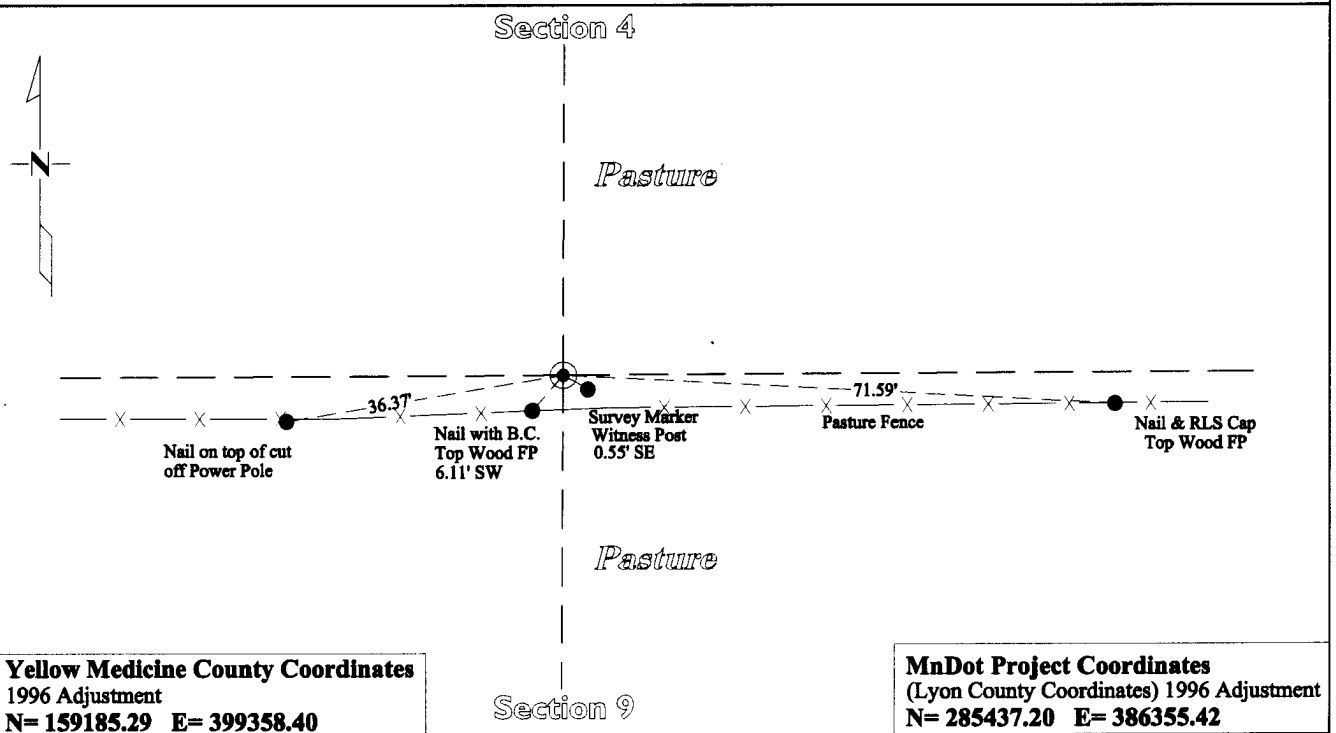 Section 4
N
Pasture
36.37'
71.59'
Nail on top of cut
off Power Pole
Nail with B.C.
Top Wood FP
6.11' SW
Survey Marker
Witness Post
0.55' SE
Pasture Fence
Nail & RLS Cap
Top Wood FP
Pasture
Section 9
Yellow Medicine County Coordinates
1996 Adjustment
N= 159185.29 E= 399358.40
MnDot Project Coordinates
(Lyon County Coordinates) 1996 Adjustment
N= 285437.20 E= 386355.42